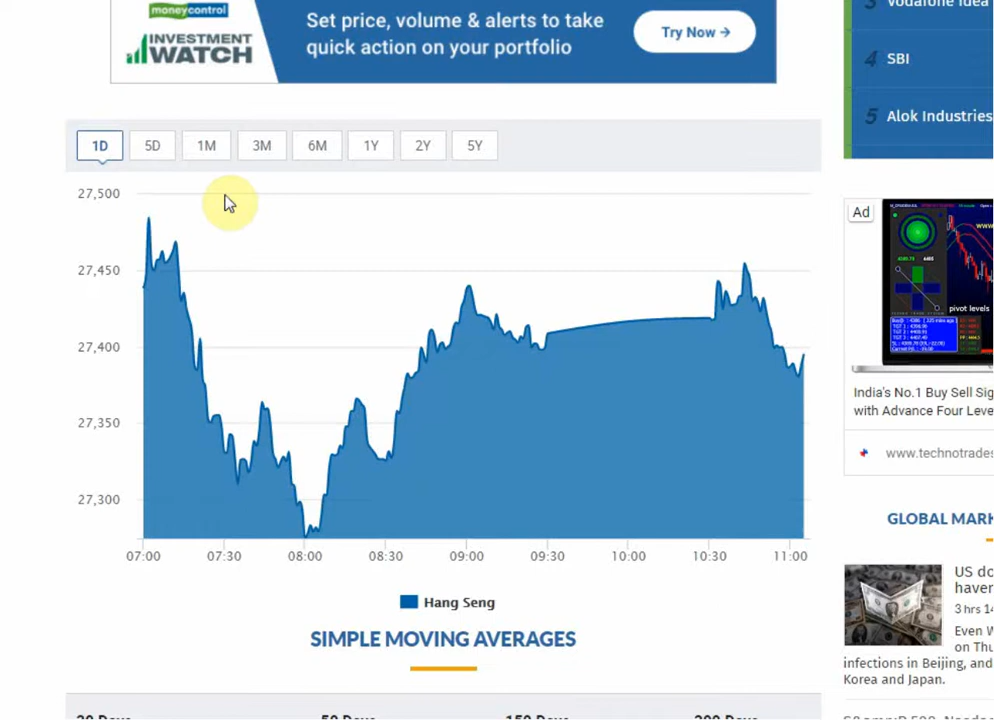 moneycontrol
INVESTMENT
WATCH
Set price, volume & alerts to take
quick action on your portfolio
Try Now →
3 Vodafone Idea
4 SBI
5 Alok Industries
1D 5D 1M 3M 6M 1Y 2Y 5Y
27,500
27,450
27,400
27,350
27,300
07:00 07:30 08:00 08:30 09:00 09:30 10:00 10:30 11:00
Hang Seng
SIMPLE MOVING AVERAGES
Ad
pivot levels
India's No.1 Buy Sell Sig
with Advance Four Leve
www.technotrades
GLOBAL MARK
US do
haven
3 hrs 14
Even W
on Thu
infections in Beijing, and
Korea and Japan.